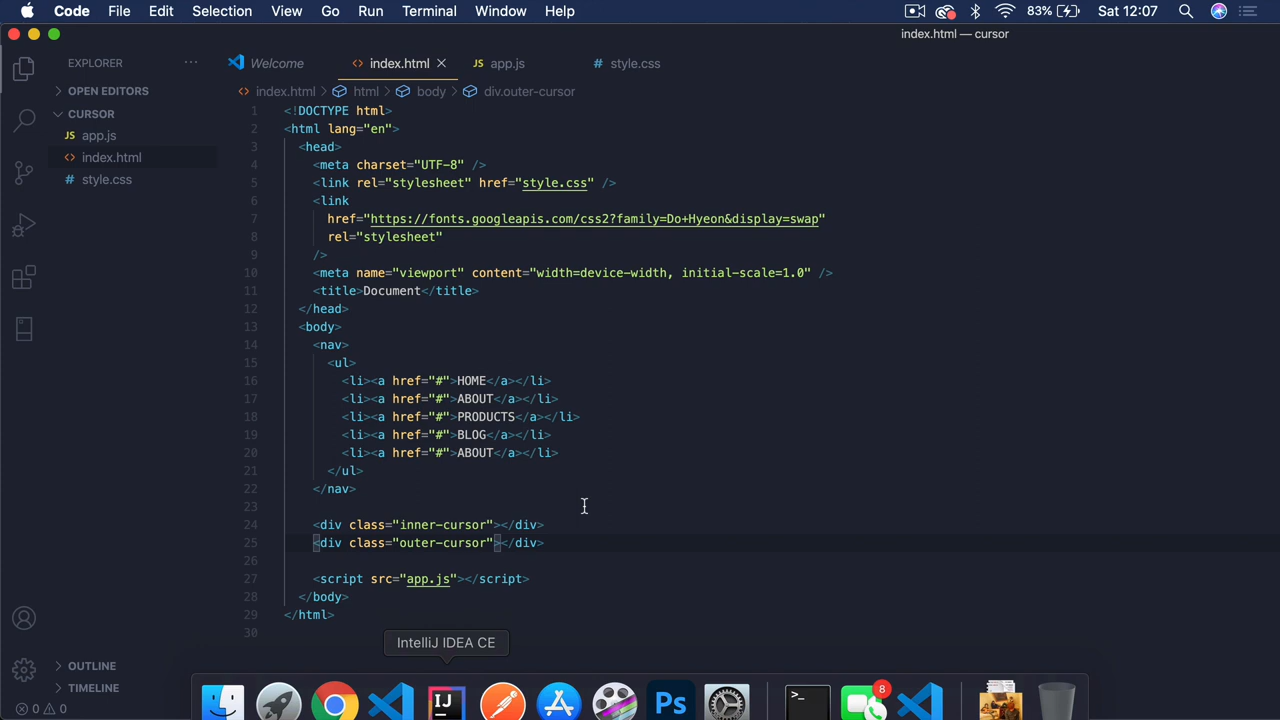 Code File Edit Selection View Go Run Terminal Window Help 83% Sat 12:07
index.html — cursor
EXPLORER ··· Welcome <> index.html × JS app.js # style.css
> OPEN EDITORS
<> index.html > html > body > div.outer-cursor
CURSOR
JS app.js
<> index.html
# style.css
1 <!DOCTYPE html>
2 <html lang="en">
3 <head>
4 <meta charset="UTF-8" />
5 <link rel="stylesheet" href="style.css" />
6 <link
7 href="https://fonts.googleapis.com/css2?family=Do+Hyeon&display=swap"
8 rel="stylesheet"
9 />
10 <meta name="viewport" content="width=device-width, initial-scale=1.0" />
11 <title>Document</title>
12 </head>
13 <body>
14 <nav>
15 <ul>
16 <li><a href="#">HOME</a></li>
17 <li><a href="#">ABOUT</a></li>
18 <li><a href="#">PRODUCTS</a></li>
19 <li><a href="#">BLOG</a></li>
20 <li><a href="#">ABOUT</a></li>
21 </ul>
22 </nav>
23
24 <div class="inner-cursor"></div>
25 <div class="outer-cursor"></div>
26
27 <script src="app.js"></script>
28 </body>
29 </html>
30
IntelliJ IDEA CE
> OUTLINE
> TIMELINE
0 0
IJ
Ps
>_
8